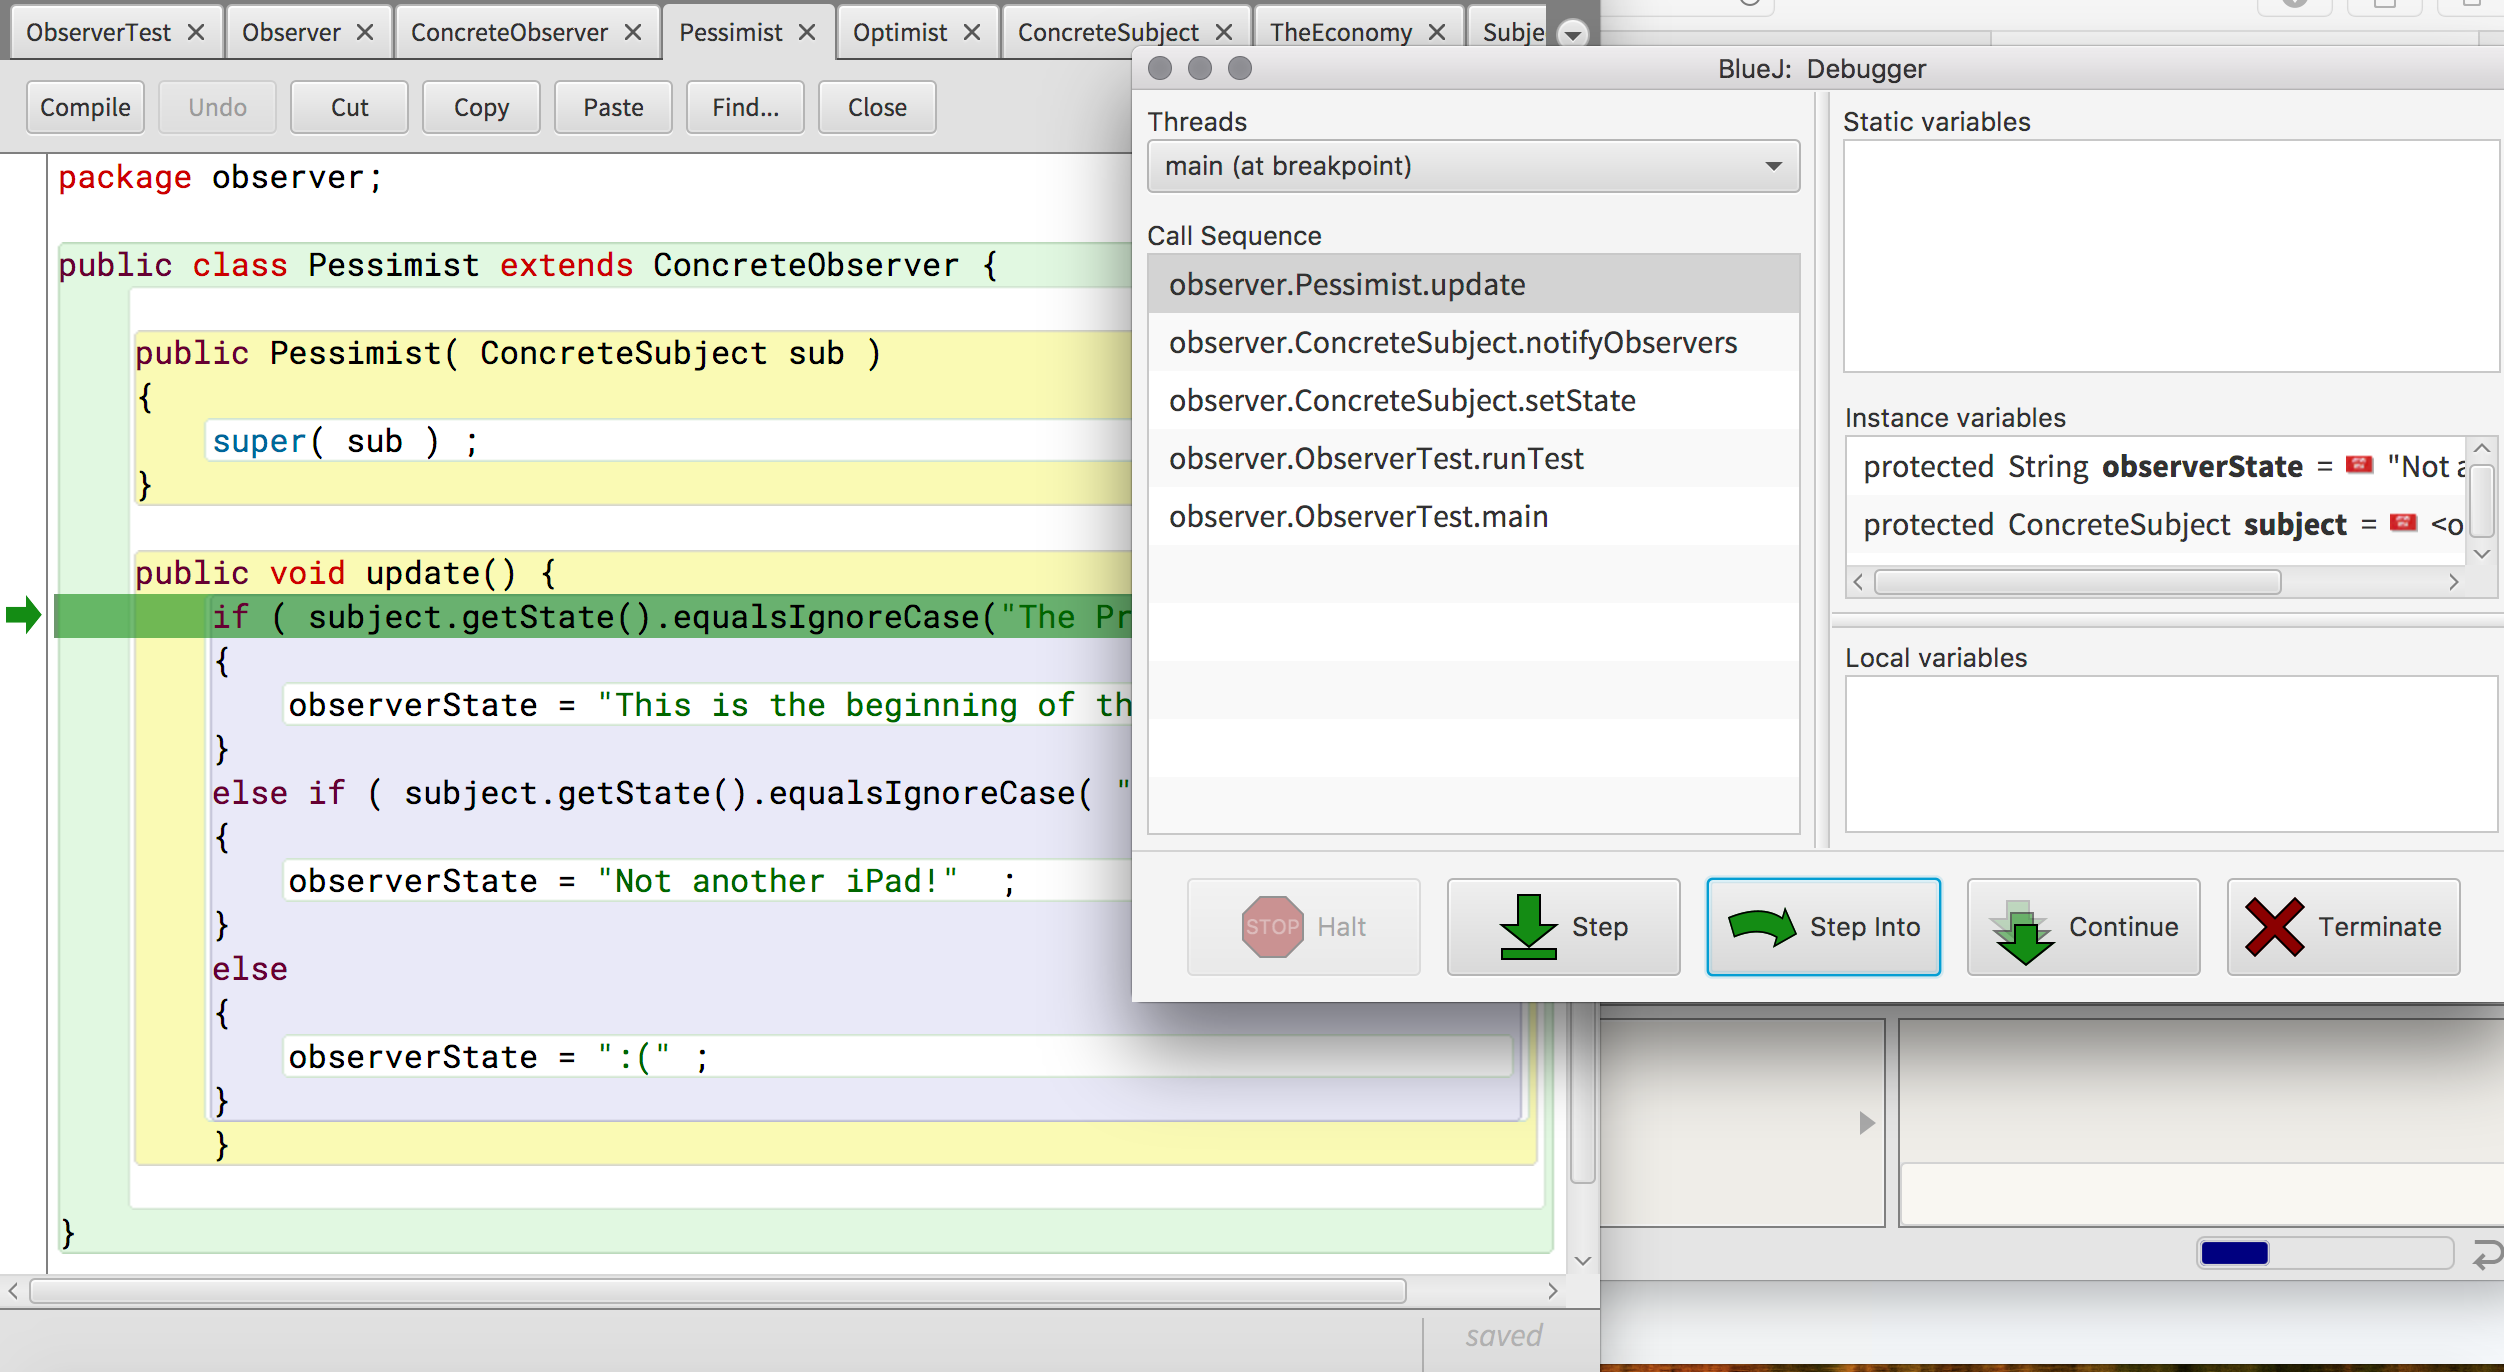 ObserverTest Observer ConcreteObserver Pessimist Optimist ConcreteSubject TheEconomy Subje
Compile Undo Cut Copy Paste Find... Close
package observer;
public class Pessimist extends ConcreteObserver {
public Pessimist( ConcreteSubject sub )
{
super( sub ) ;
}
public void update() {
if ( subject.getState().equalsIgnoreCase("The Pr
{
observerState = "This is the beginning of th
}
else if ( subject.getState().equalsIgnoreCase( "
{
observerState = "Not another iPad!"  ;
}
else
{
observerState = ":(" ;
}
}
}
saved
BlueJ: Debugger
Threads
main (at breakpoint)
Call Sequence
observer.Pessimist.update
observer.ConcreteSubject.notifyObservers
observer.ConcreteSubject.setState
observer.ObserverTest.runTest
observer.ObserverTest.main
Static variables
Instance variables
protected String observerState = "Not
protected ConcreteSubject subject = <o
Local variables
STOP Halt Step Step Into Continue Terminate